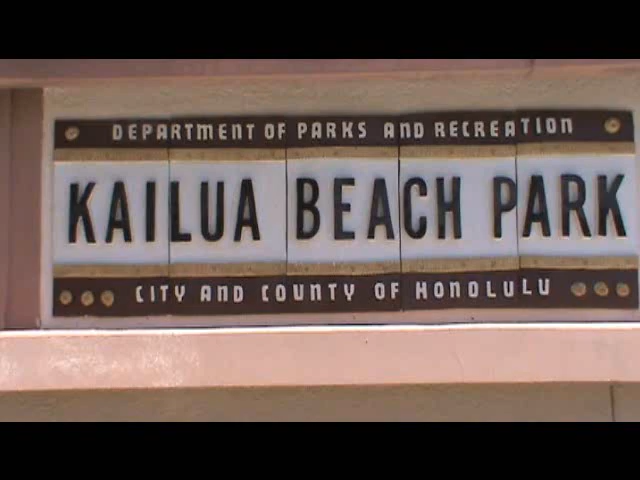 DEPARTMENT OF PARKS AND RECREATION
KAILUA BEACH PARK
CITY AND COUNTY OF HONOLULU